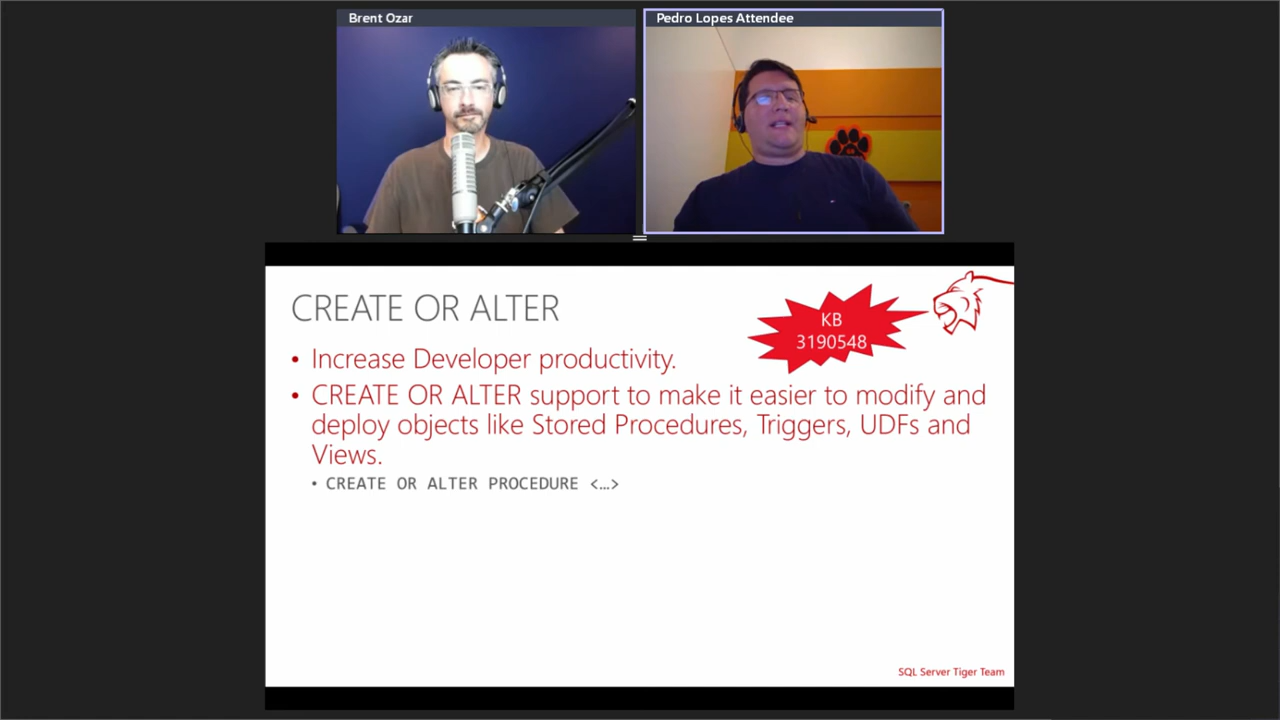 Brent Ozar
Pedro Lopes Attendee
CREATE OR ALTER
KB
3190548
• Increase Developer productivity.
• CREATE OR ALTER support to make it easier to modify and
deploy objects like Stored Procedures, Triggers, UDFs and
Views.
• CREATE OR ALTER PROCEDURE <…>
SQL Server Tiger Team